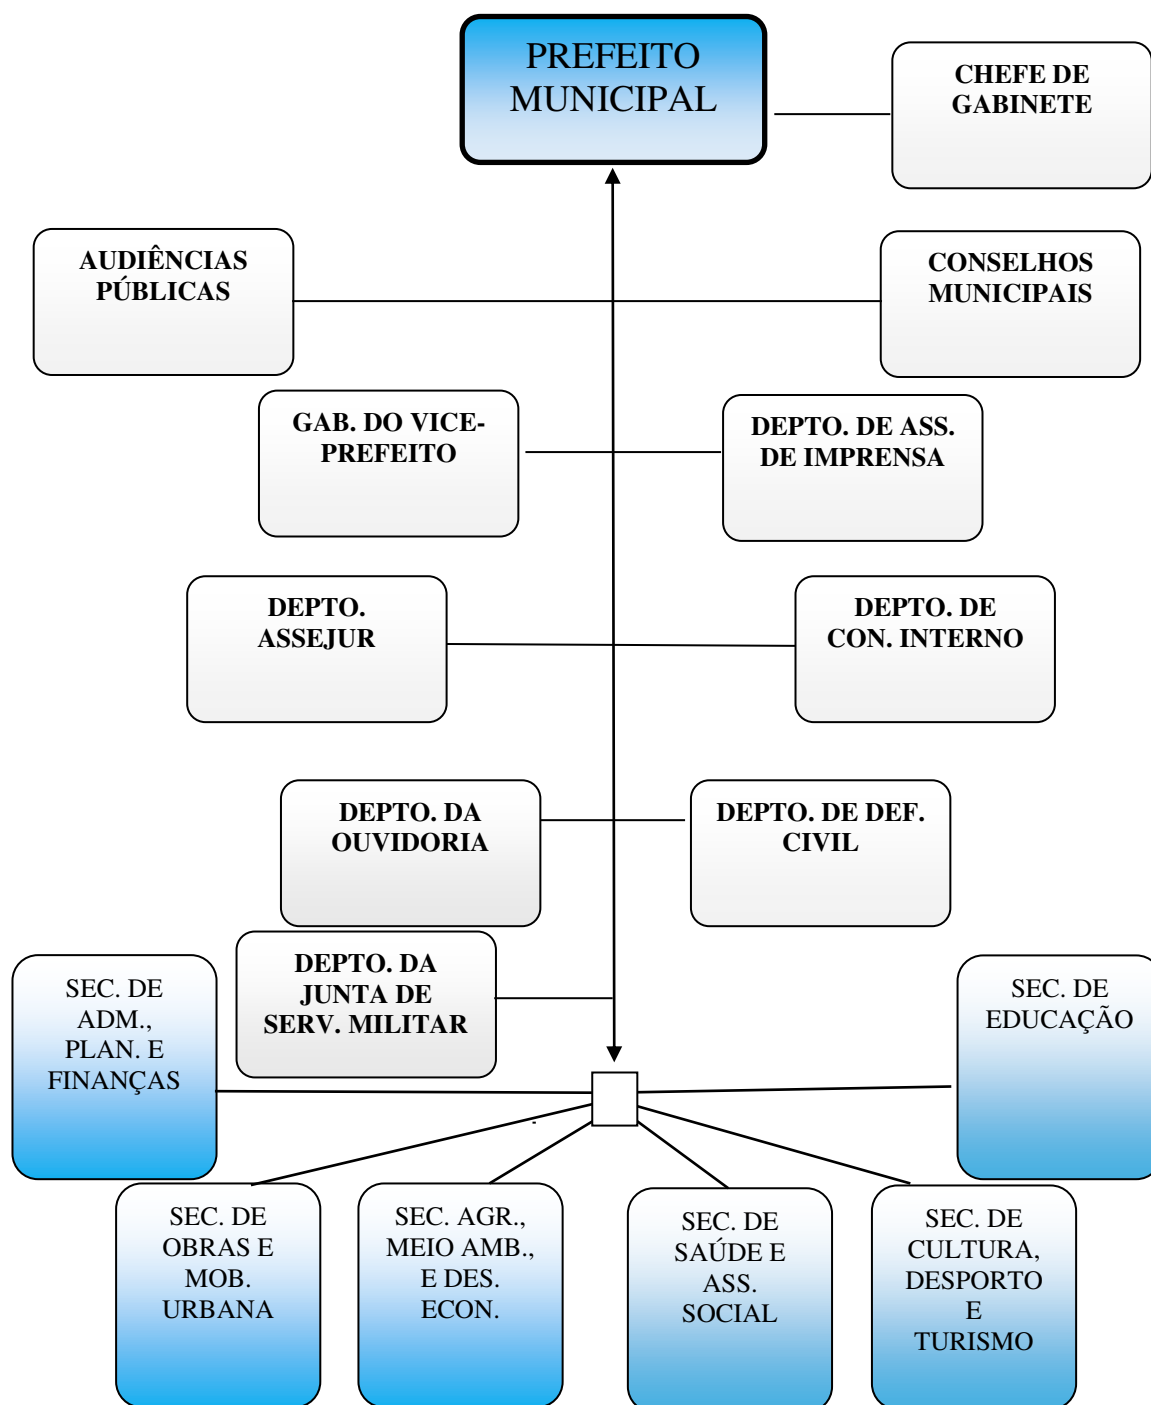 PREFEITO
MUNICIPAL
CHEFE DE
GABINETE
AUDIÊNCIAS
PÚBLICAS
CONSELHOS
MUNICIPAIS
GAB. DO VICE-
PREFEITO
DEPTO. DE ASS.
DE IMPRENSA
DEPTO.
ASSEJUR
DEPTO. DE
CON. INTERNO
DEPTO. DA
OUVIDORIA
DEPTO. DE DEF.
CIVIL
DEPTO. DA
JUNTA DE
SERV. MILITAR
SEC. DE
ADM.,
PLAN. E
FINANÇAS
SEC. DE
EDUCAÇÃO
SEC. DE
OBRAS E
MOB.
URBANA
SEC. AGR.,
MEIO AMB.,
E DES.
ECON.
SEC. DE
SAÚDE E
ASS.
SOCIAL
SEC. DE
CULTURA,
DESPORTO
E
TURISMO